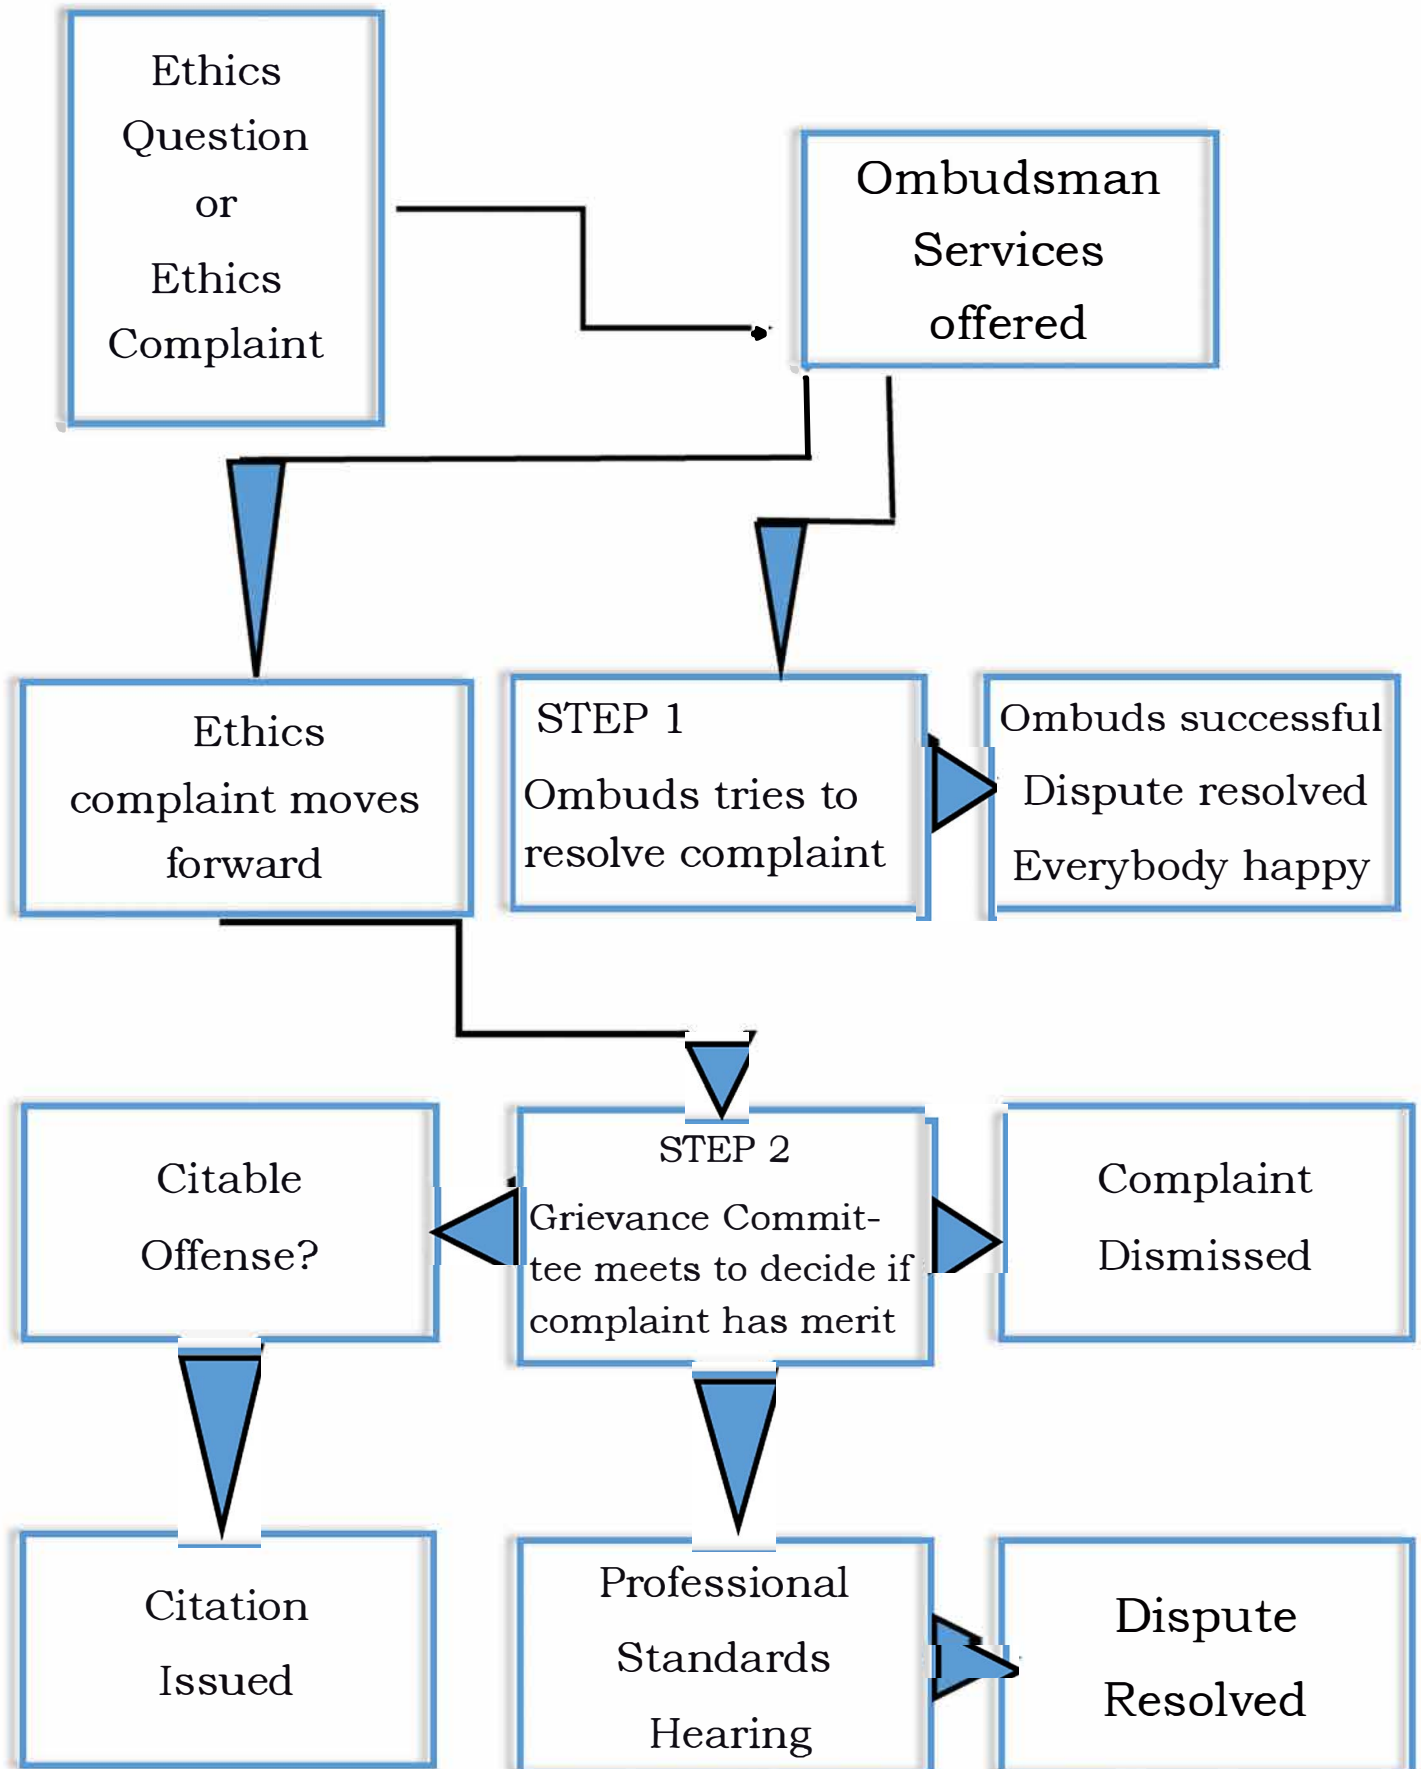 Ethics
Question
or
Ethics
Complaint
Ombudsman
Services
offered
Ethics
complaint moves
forward
STEP 1
Ombuds tries to
resolve complaint
Ombuds successful
Dispute resolved
Everybody happy
Citable
Offense?
STEP 2
Grievance Commit-
tee meets to decide if
complaint has merit
Complaint
Dismissed
Citation
Issued
Professional
Standards
Hearing
Dispute
Resolved